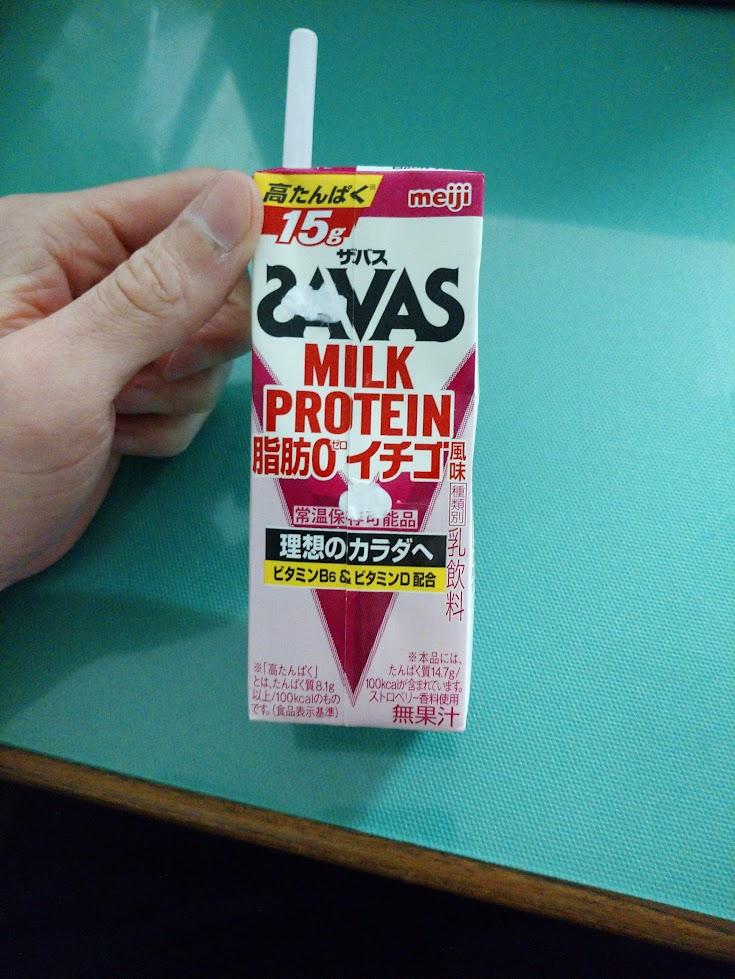 高たんぱく※
meiji
15g
ザバス
SAVAS
MILK
PROTEIN
脂肪0ゼロ イチゴ風味
種類別 乳飲料
常温保存可能品
理想のカラダへ
ビタミンB6 & ビタミンD 配合
※「高たんぱく」
とは、たんぱく質8.1g
以上/100kcalのもの
です。(食品表示基準)
※本品には、
たんぱく質14.7g/
100kcalが含まれています。
ストロベリー香料使用
無果汁